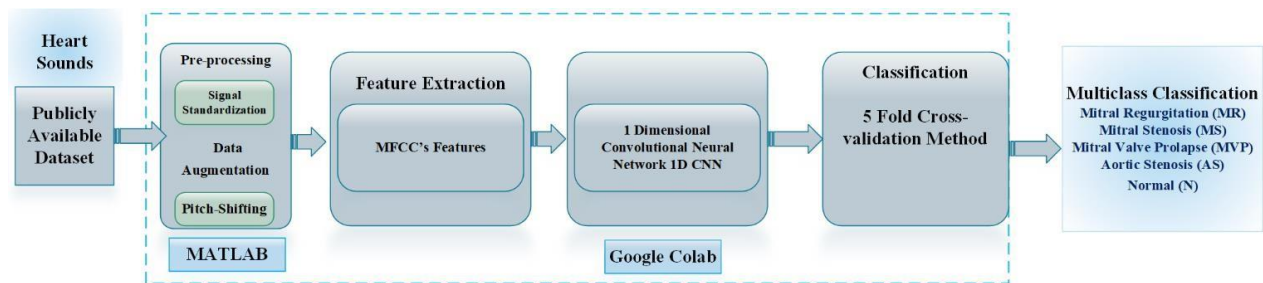 Heart
Sounds
Publicly
Available
Dataset
Pre-processing
Signal
Standardization
Data
Augmentation
Pitch-Shifting
MATLAB
Feature Extraction
MFCC's Features
1 Dimensional
Convolutional Neural
Network 1D CNN
Google Colab
Classification
5 Fold Cross-
validation Method
Multiclass Classification
Mitral Regurgitation (MR)
Mitral Stenosis (MS)
Mitral Valve Prolapse (MVP)
Aortic Stenosis (AS)
Normal (N)